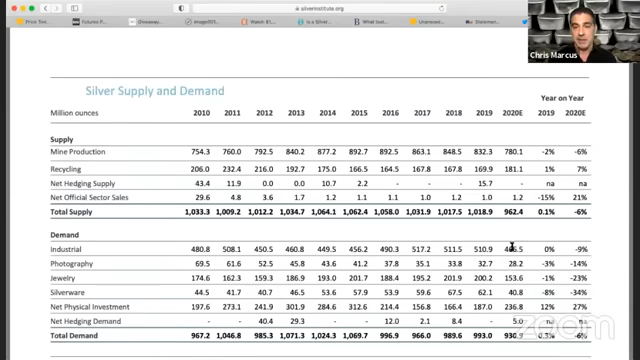 silverinstitute.org
Chris Marcus
Silver Supply and Demand
Year on Year
Million ounces 2010 2011 2012 2013 2014 2015 2016 2017 2018 2019 2020E 2019 2020E
Supply
Mine Production 754.3 760.0 792.5 840.2 877.2 892.7 892.5 863.1 848.5 832.3 780.1 -2% -6%
Recycling 206.0 232.4 216.0 192.7 175.0 166.5 164.5 167.8 167.8 169.9 181.1 1% 7%
Net Hedging Supply 43.4 11.9 0.0 0.0 10.7 2.2 - - - 15.7 - na na
Net Official Sector Sales 29.6 4.8 3.6 1.7 1.2 1.1 1.1 1.0 1.2 1.0 1.2 -15% 21%
Total Supply 1,033.3 1,009.2 1,012.2 1,034.7 1,064.1 1,062.4 1,058.0 1,031.9 1,017.5 1,018.9 962.4 0.1% -6%
Demand
Industrial 480.8 508.1 450.5 460.8 449.5 456.2 490.3 517.2 511.5 510.9 0% -9%
Photography 69.5 61.6 52.5 45.8 43.6 41.2 37.8 35.1 33.8 32.7 28.2 -3% -14%
Jewelry 174.6 162.3 159.3 186.9 193.0 201.7 188.4 195.2 201.9 200.2 153.6 -1% -23%
Silverware 44.5 41.7 40.7 46.5 53.6 57.9 53.9 59.6 67.5 62.1 40.8 -8% -34%
Net Physical Investment 197.6 273.1 241.9 301.9 284.6 312.6 214.4 156.8 166.4 187.0 236.8 12% 27%
Net Hedging Demand - - 40.4 29.3 - - 12.0 2.1 8.4 - 5.0 na na
Total Demand 967.2 1,046.8 985.3 1,071.3 1,024.3 1,069.7 996.9 966.0 989.6 993.0 -6%
zoom